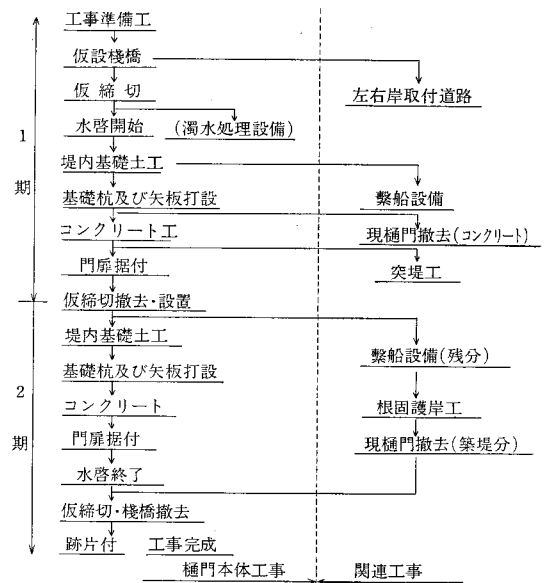 工事準備工
仮設棧橋
仮締切
左右岸取付道路
水啓開始
(濁水処理設備)
1期
堤内基礎土工
基礎杭及び矢板打設
繫船設備
コンクリート工
現樋門撤去(コンクリート)
門扉据付
突堤工
仮締切撤去・設置
堤内基礎土工
繫船設備(残分)
基礎杭及び矢板打設
2期
コンクリート
根固護岸工
門扉据付
現樋門撤去(築堤分)
水啓終了
仮締切・棧橋撤去
跡片付 工事完成
樋門本体工事 関連工事